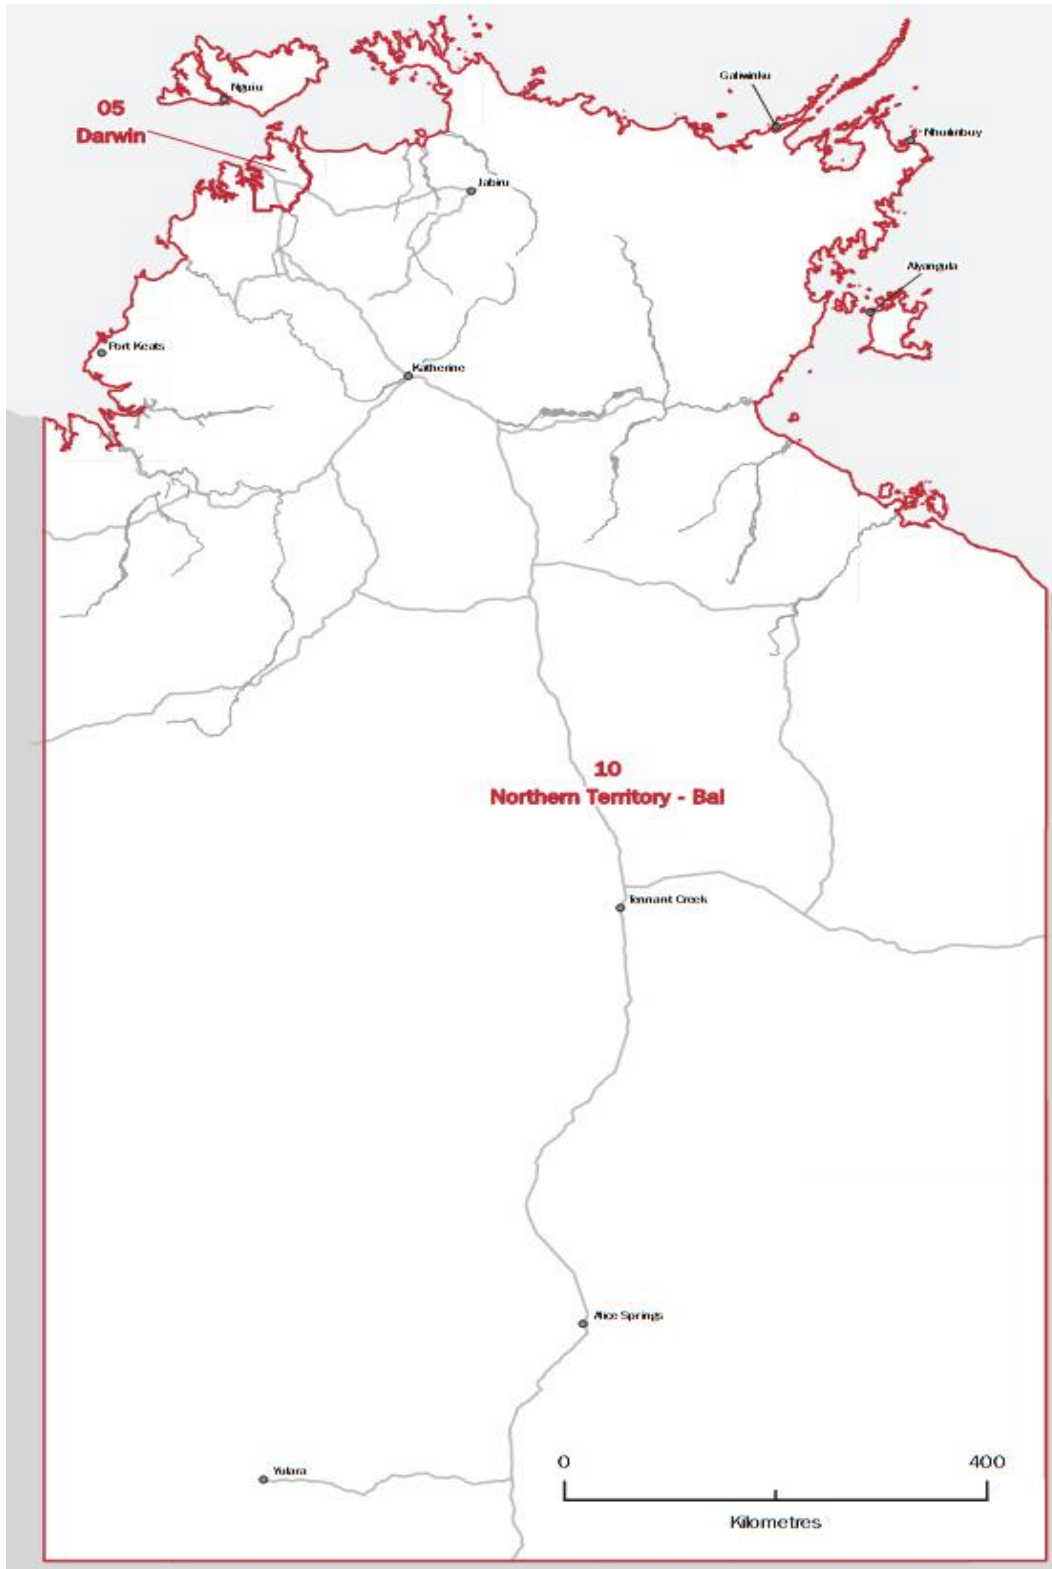 Galiwinku
Nguiu
05
Darwin
Nhulunbuy
Jabiru
Alyangula
Port Keats
Katherine
10
Northern Territory - Bal
Tennant Creek
Alice Springs
Yulara
0 400
Kilometres